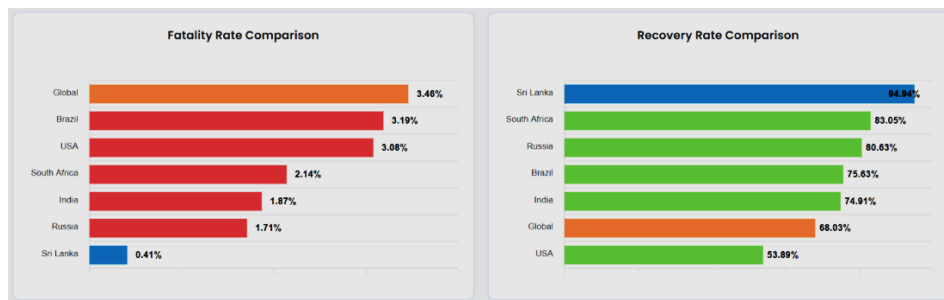 Fatality Rate Comparison
Global 3.46%
Brazil 3.19%
USA 3.08%
South Africa 2.14%
India 1.87%
Russia 1.71%
Sri Lanka 0.41%
Recovery Rate Comparison
Sri Lanka 94.94%
South Africa 83.05%
Russia 80.63%
Brazil 75.63%
India 74.91%
Global 68.03%
USA 53.89%